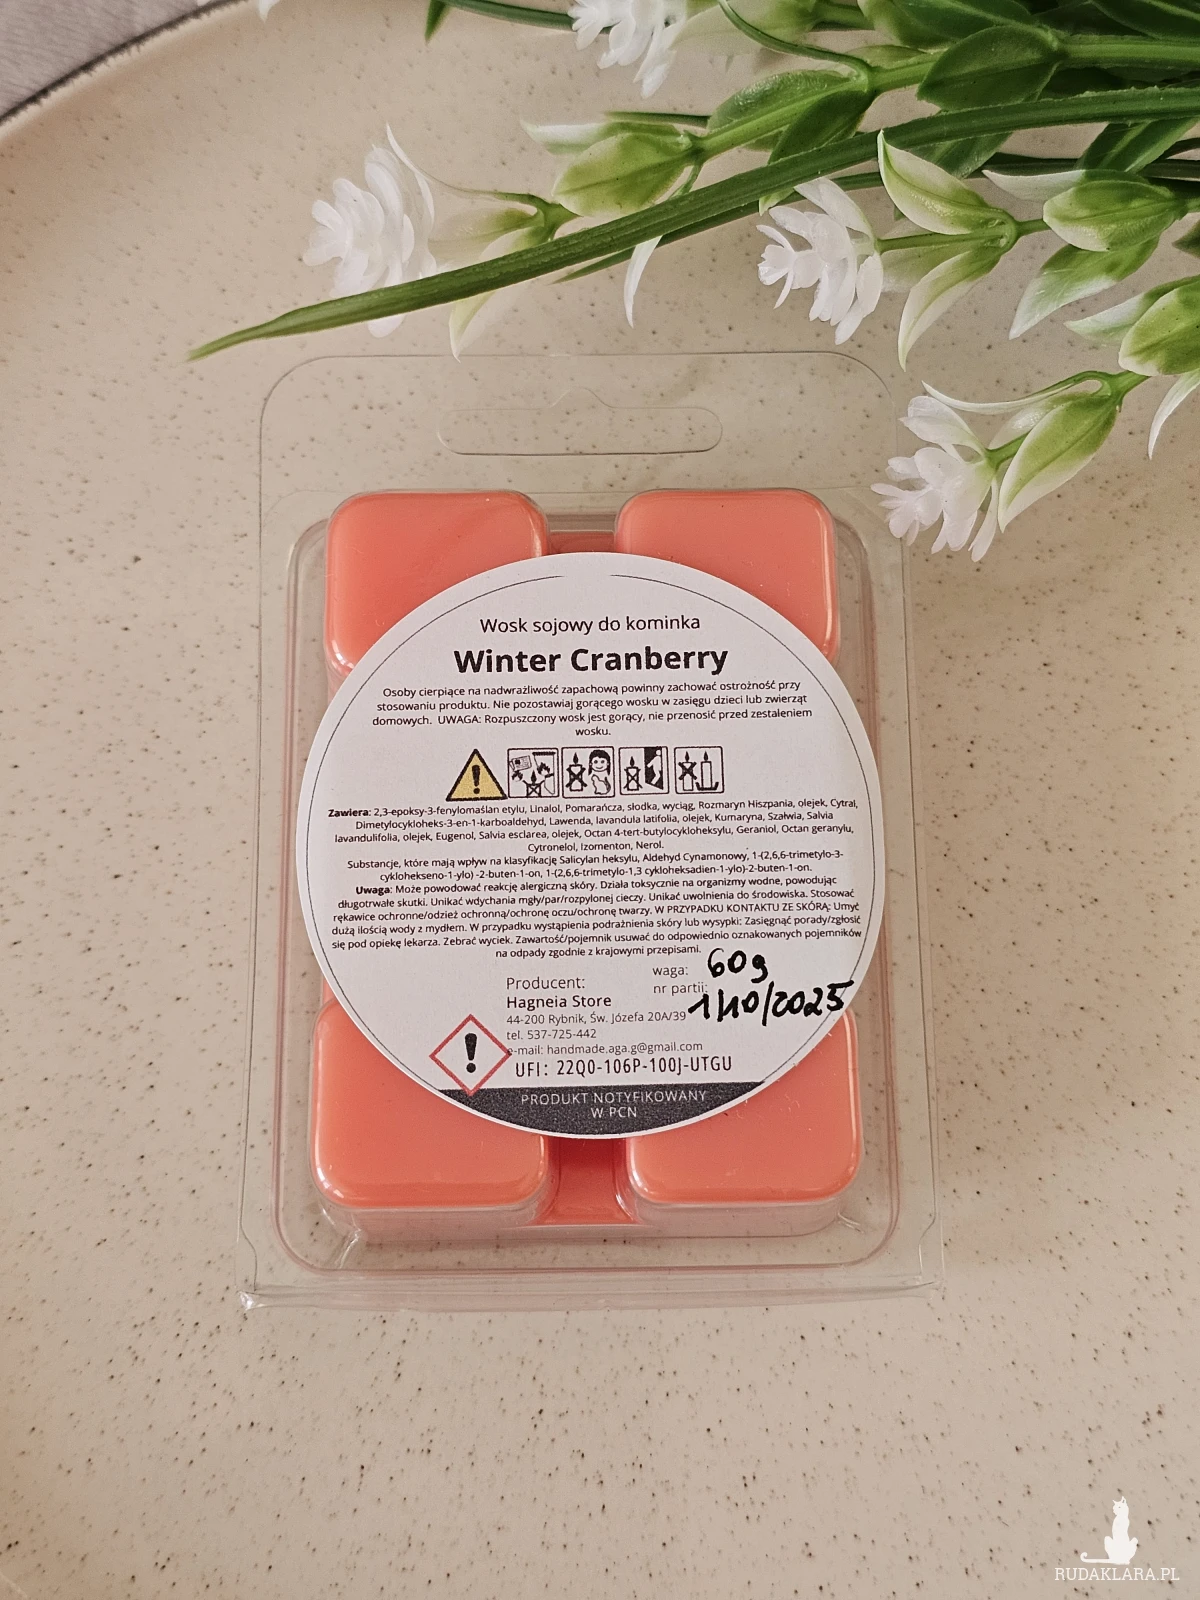 Wosk sojowy do kominka
Winter Cranberry
Osoby cierpiące na nadwrażliwość zapachową powinny zachować ostrożność przy
stosowaniu produktu. Nie pozostawiaj gorącego wosku w zasięgu dzieci lub zwierząt
domowych. UWAGA: Rozpuszczony wosk jest gorący, nie przenosić przed zestaleniem
wosku.
Zawiera: 2,3-epoksy-3-fenylomaślan etylu, Linalol, Pomarańcza, słodka, wyciąg, Rozmaryn Hiszpania, olejek, Cytral,
Dimetylocykloheks-3-en-1-karboaldehyd, Lawenda, lavandula latifolia, olejek, Kumaryna, Szałwia, Salvia
lavandulifolia, olejek, Eugenol, Salvia esclarea, olejek, Octan 4-tert-butylocykloheksylu, Geraniol, Octan geranylu,
Cytronelol, Izomenton, Nerol.
Substancje, które mają wpływ na klasyfikację Salicylan heksylu, Aldehyd Cynamonowy, 1-(2,6,6-trimetylo-3-
cyklohekseno-1-ylo) -2-buten-1-on, 1-(2,6,6-trimetylo-1,3 cykloheksadien-1-ylo)-2-buten-1-on.
Uwaga: Może powodować reakcję alergiczną skóry. Działa toksycznie na organizmy wodne, powodując
długotrwałe skutki. Unikać wdychania mgły/par/rozpylonej cieczy. Unikać uwolnienia do środowiska. Stosować
rękawice ochronne/odzież ochronną/ochronę oczu/ochronę twarzy. W PRZYPADKU KONTAKTU ZE SKÓRĄ: Umyć
dużą ilością wody z mydłem. W przypadku wystąpienia podrażnienia skóry lub wysypki: Zasięgnąć porady/zgłosić
się pod opiekę lekarza. Zebrać wyciek. Zawartość/pojemnik usuwać do odpowiednio oznakowanych pojemników
na odpady zgodnie z krajowymi przepisami.
waga: 60g
nr partii: 1/10/2025
Producent:
Hagneia Store
44-200 Rybnik, Św. Józefa 20A/39
tel. 537-725-442
e-mail: handmade.aga.g@gmail.com
UFI: 22Q0-106P-100J-UTGU
PRODUKT NOTYFIKOWANY
W PCN
RUDAKLARA.PL